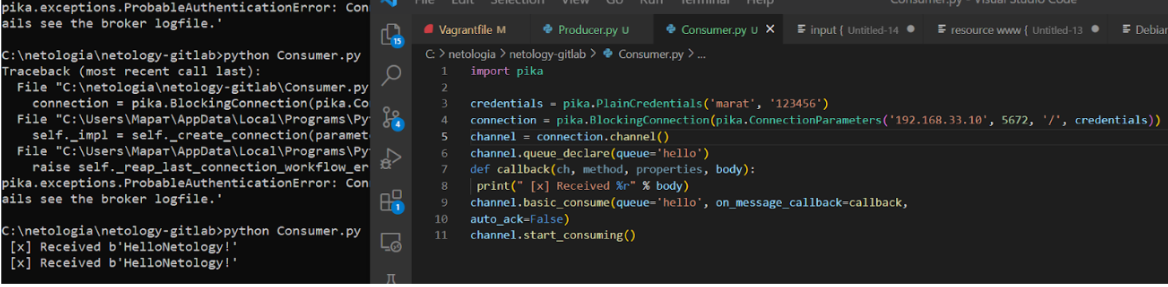 pika.exceptions.ProbableAuthenticationError: Con
ails see the broker logfile.'
C:\netologia\netology-gitlab>python Consumer.py
Traceback (most recent call last):
File "C:\netologia\netology-gitlab\Consumer.py
connection = pika.BlockingConnection(pika.Co
File "C:\Users\Марат\AppData\Local\Programs\Py
self._impl = self._create_connection(paramet
File "C:\Users\Марат\AppData\Local\Programs\Py
raise self._reap_last_connection_workflow_er
pika.exceptions.ProbableAuthenticationError: Con
ails see the broker logfile.'
C:\netologia\netology-gitlab>python Consumer.py
[x] Received b'HelloNetology!'
[x] Received b'HelloNetology!'
15
4
1
File Edit Selection View Go Run Terminal Help Consumer.py - Visual Studio Code
Vagrantfile M Producer.py U Consumer.py U input { Untitled-14 resource www { Untitled-13 Debian
C: > netologia > netology-gitlab > Consumer.py > ...
1 import pika
2
3 credentials = pika.PlainCredentials('marat', '123456')
4 connection = pika.BlockingConnection(pika.ConnectionParameters('192.168.33.10', 5672, '/', credentials))
5 channel = connection.channel()
6 channel.queue_declare(queue='hello')
7 def callback(ch, method, properties, body):
8 print(" [x] Received %r" % body)
9 channel.basic_consume(queue='hello', on_message_callback=callback,
10 auto_ack=False)
11 channel.start_consuming()